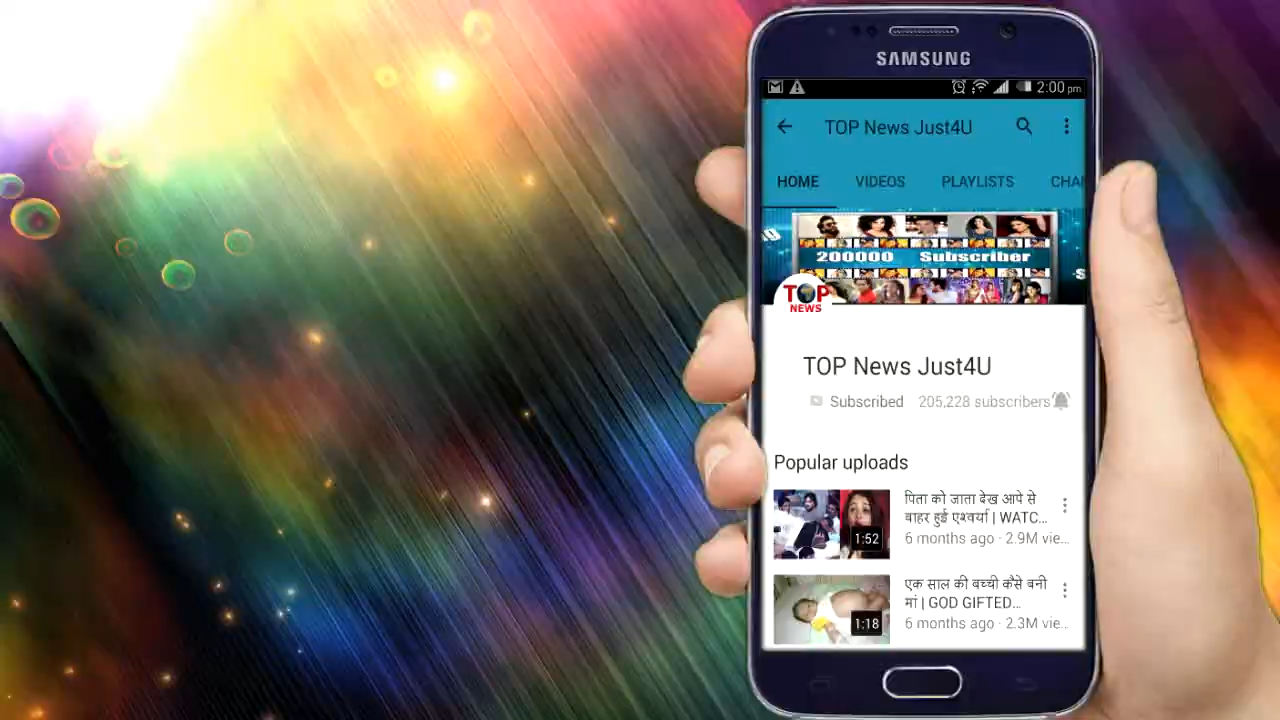 SAMSUNG
2:00 pm
TOP News Just4U
HOME VIDEOS PLAYLISTS CHA
200000 Subscriber
TOP
NEWS
TOP News Just4U
Subscribed 205,228 subscribers
Popular uploads
पिता को जाता देख आपे से
बाहर हुई एश्वर्या | WATC...
6 months ago · 2.9M vie...
1:52
एक साल की बच्ची कैसे बनी
मां | GOD GIFTED...
6 months ago · 2.3M vie...
1:18